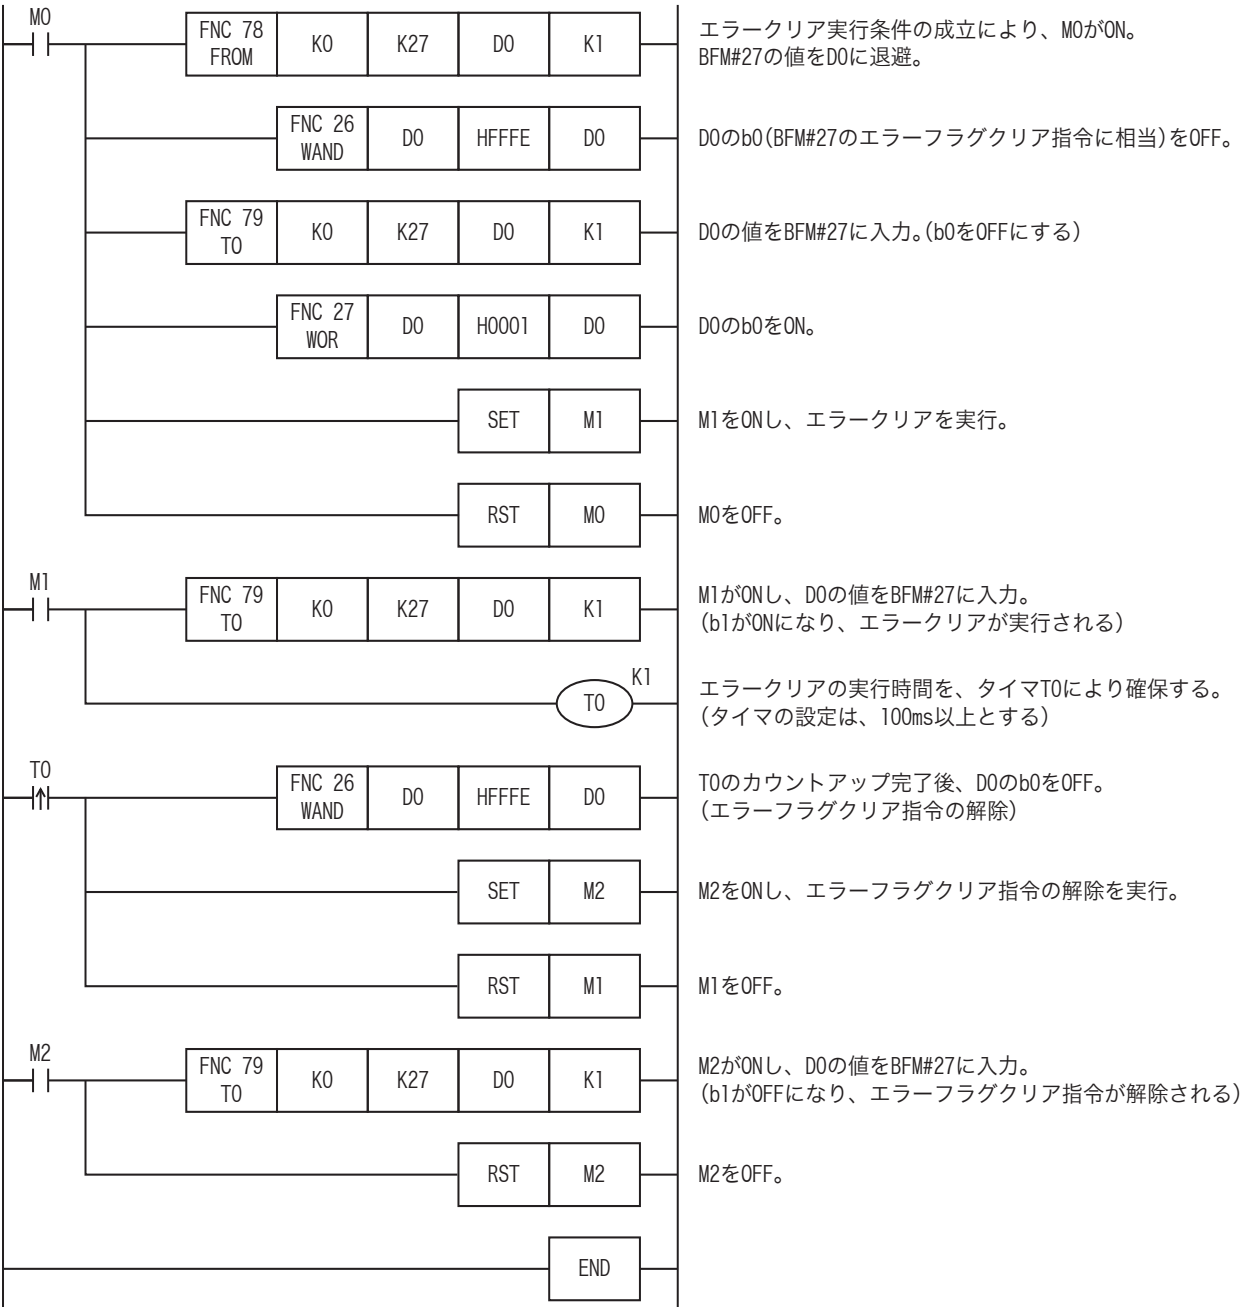 M0
FNC 78
FROM
K0
K27
D0
K1
エラークリア実行条件の成立により、M0がON。
BFM#27の値をD0に退避。
FNC 26
WAND
D0
HFFFE
D0
D0のb0(BFM#27のエラーフラグクリア指令に相当)をOFF。
FNC 79
TO
K0
K27
D0
K1
D0の値をBFM#27に入力。(b0をOFFにする)
FNC 27
WOR
D0
H0001
D0
D0のb0をON。
SET
M1
M1をONし、エラークリアを実行。
RST
M0
M0をOFF。
M1
FNC 79
TO
K0
K27
D0
K1
M1がONし、D0の値をBFM#27に入力。
(b1がONになり、エラークリアが実行される)
T0
K1
エラークリアの実行時間を、タイマT0により確保する。
(タイマの設定は、100ms以上とする)
T0
FNC 26
WAND
D0
HFFFE
D0
T0のカウントアップ完了後、D0のb0をOFF。
(エラーフラグクリア指令の解除)
SET
M2
M2をONし、エラーフラグクリア指令の解除を実行。
RST
M1
M1をOFF。
M2
FNC 79
TO
K0
K27
D0
K1
M2がONし、D0の値をBFM#27に入力。
(b1がOFFになり、エラーフラグクリア指令が解除される)
RST
M2
M2をOFF。
END